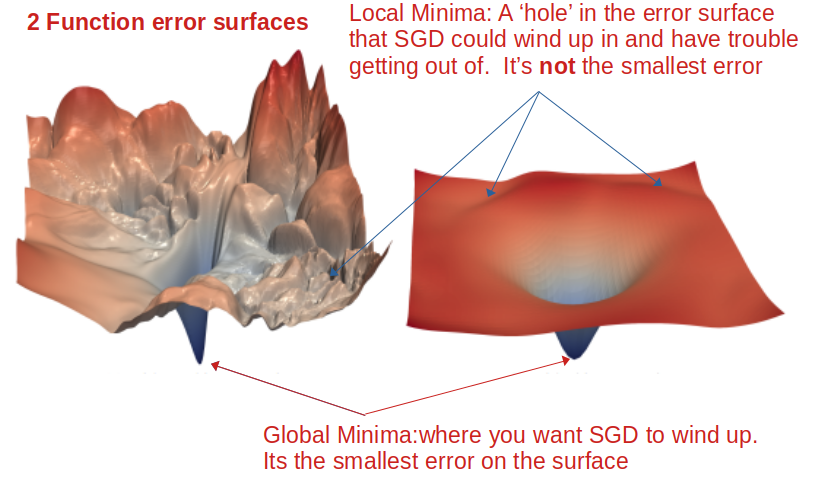 2 Function error surfaces
Local Minima: A ‘hole’ in the error surface
that SGD could wind up in and have trouble
getting out of.  It’s not the smallest error
Global Minima:where you want SGD to wind up.
Its the smallest error on the surface